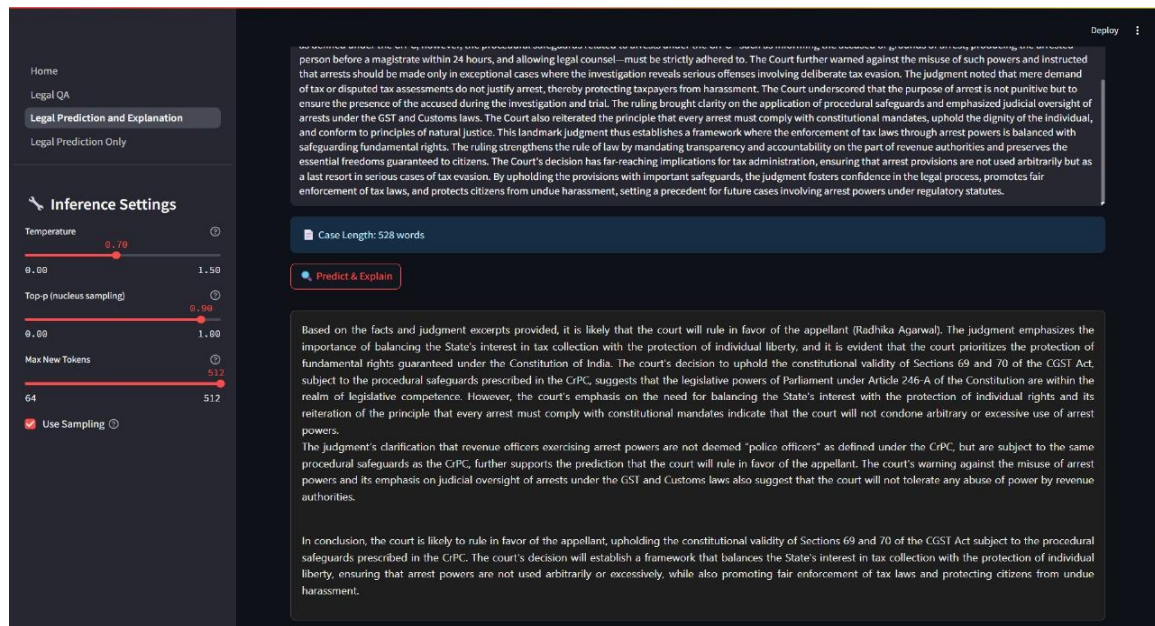 Deploy
Home
Legal QA
Legal Prediction and Explanation
Legal Prediction Only
Inference Settings
Temperature
0.70
0.00 1.50
Top-p (nucleus sampling)
0.90
0.00 1.00
Max New Tokens
512
64 512
Use Sampling
person before a magistrate within 24 hours, and allowing legal counsel—must be strictly adhered to. The Court further warned against the misuse of such powers and instructed
that arrests should be made only in exceptional cases where the investigation reveals serious offenses involving deliberate tax evasion. The judgment noted that mere demand
of tax or disputed tax assessments do not justify arrest, thereby protecting taxpayers from harassment. The Court underscored that the purpose of arrest is not punitive but to
ensure the presence of the accused during the investigation and trial. The ruling brought clarity on the application of procedural safeguards and emphasized judicial oversight of
arrests under the GST and Customs laws. The Court also reiterated the principle that every arrest must comply with constitutional mandates, uphold the dignity of the individual,
and conform to principles of natural justice. This landmark judgment thus establishes a framework where the enforcement of tax laws through arrest powers is balanced with
safeguarding fundamental rights. The ruling strengthens the rule of law by mandating transparency and accountability on the part of revenue authorities and preserves the
essential freedoms guaranteed to citizens. The Court's decision has far-reaching implications for tax administration, ensuring that arrest provisions are not used arbitrarily but as
a last resort in serious cases of tax evasion. By upholding the provisions with important safeguards, the judgment fosters confidence in the legal process, promotes fair
enforcement of tax laws, and protects citizens from undue harassment, setting a precedent for future cases involving arrest powers under regulatory statutes.
Case Length: 528 words
Predict & Explain
Based on the facts and judgment excerpts provided, it is likely that the court will rule in favor of the appellant (Radhika Agarwal). The judgment emphasizes the
importance of balancing the State's interest in tax collection with the protection of individual liberty, and it is evident that the court prioritizes the protection of
fundamental rights guaranteed under the Constitution of India. The court's decision to uphold the constitutional validity of Sections 69 and 70 of the CGST Act,
subject to the procedural safeguards prescribed in the CrPC, suggests that the legislative powers of Parliament under Article 246-A of the Constitution are within the
realm of legislative competence. However, the court's emphasis on the need for balancing the State's interest with the protection of individual rights and its
reiteration of the principle that every arrest must comply with constitutional mandates indicate that the court will not condone arbitrary or excessive use of arrest
powers.
The judgment's clarification that revenue officers exercising arrest powers are not deemed "police officers" as defined under the CrPC, but are subject to the same
procedural safeguards as the CrPC, further supports the prediction that the court will rule in favor of the appellant. The court's warning against the misuse of arrest
powers and its emphasis on judicial oversight of arrests under the GST and Customs laws also suggest that the court will not tolerate any abuse of power by revenue
authorities.
In conclusion, the court is likely to rule in favor of the appellant, upholding the constitutional validity of Sections 69 and 70 of the CGST Act subject to the procedural
safeguards prescribed in the CrPC. The court's decision will establish a framework that balances the State's interest in tax collection with the protection of individual
liberty, ensuring that arrest powers are not used arbitrarily or excessively, while also promoting fair enforcement of tax laws and protecting citizens from undue
harassment.